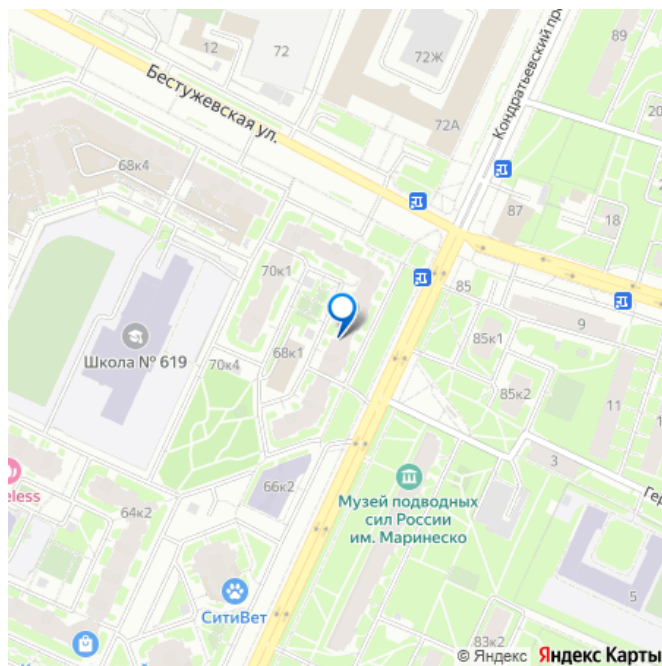 89
12
72
72Ж
Кондратьевский про
Бестужевская ул.
72А
20
68к4
18
87
70к1
85
9
85к1
Школа № 619
70к4
68к1
85к2
11
3
66к2
Музей подводных
сил России
им. Маринеско
Гер
eless
64к2
СитиВет
5
83к2
© Яндекс Яндекс Карты